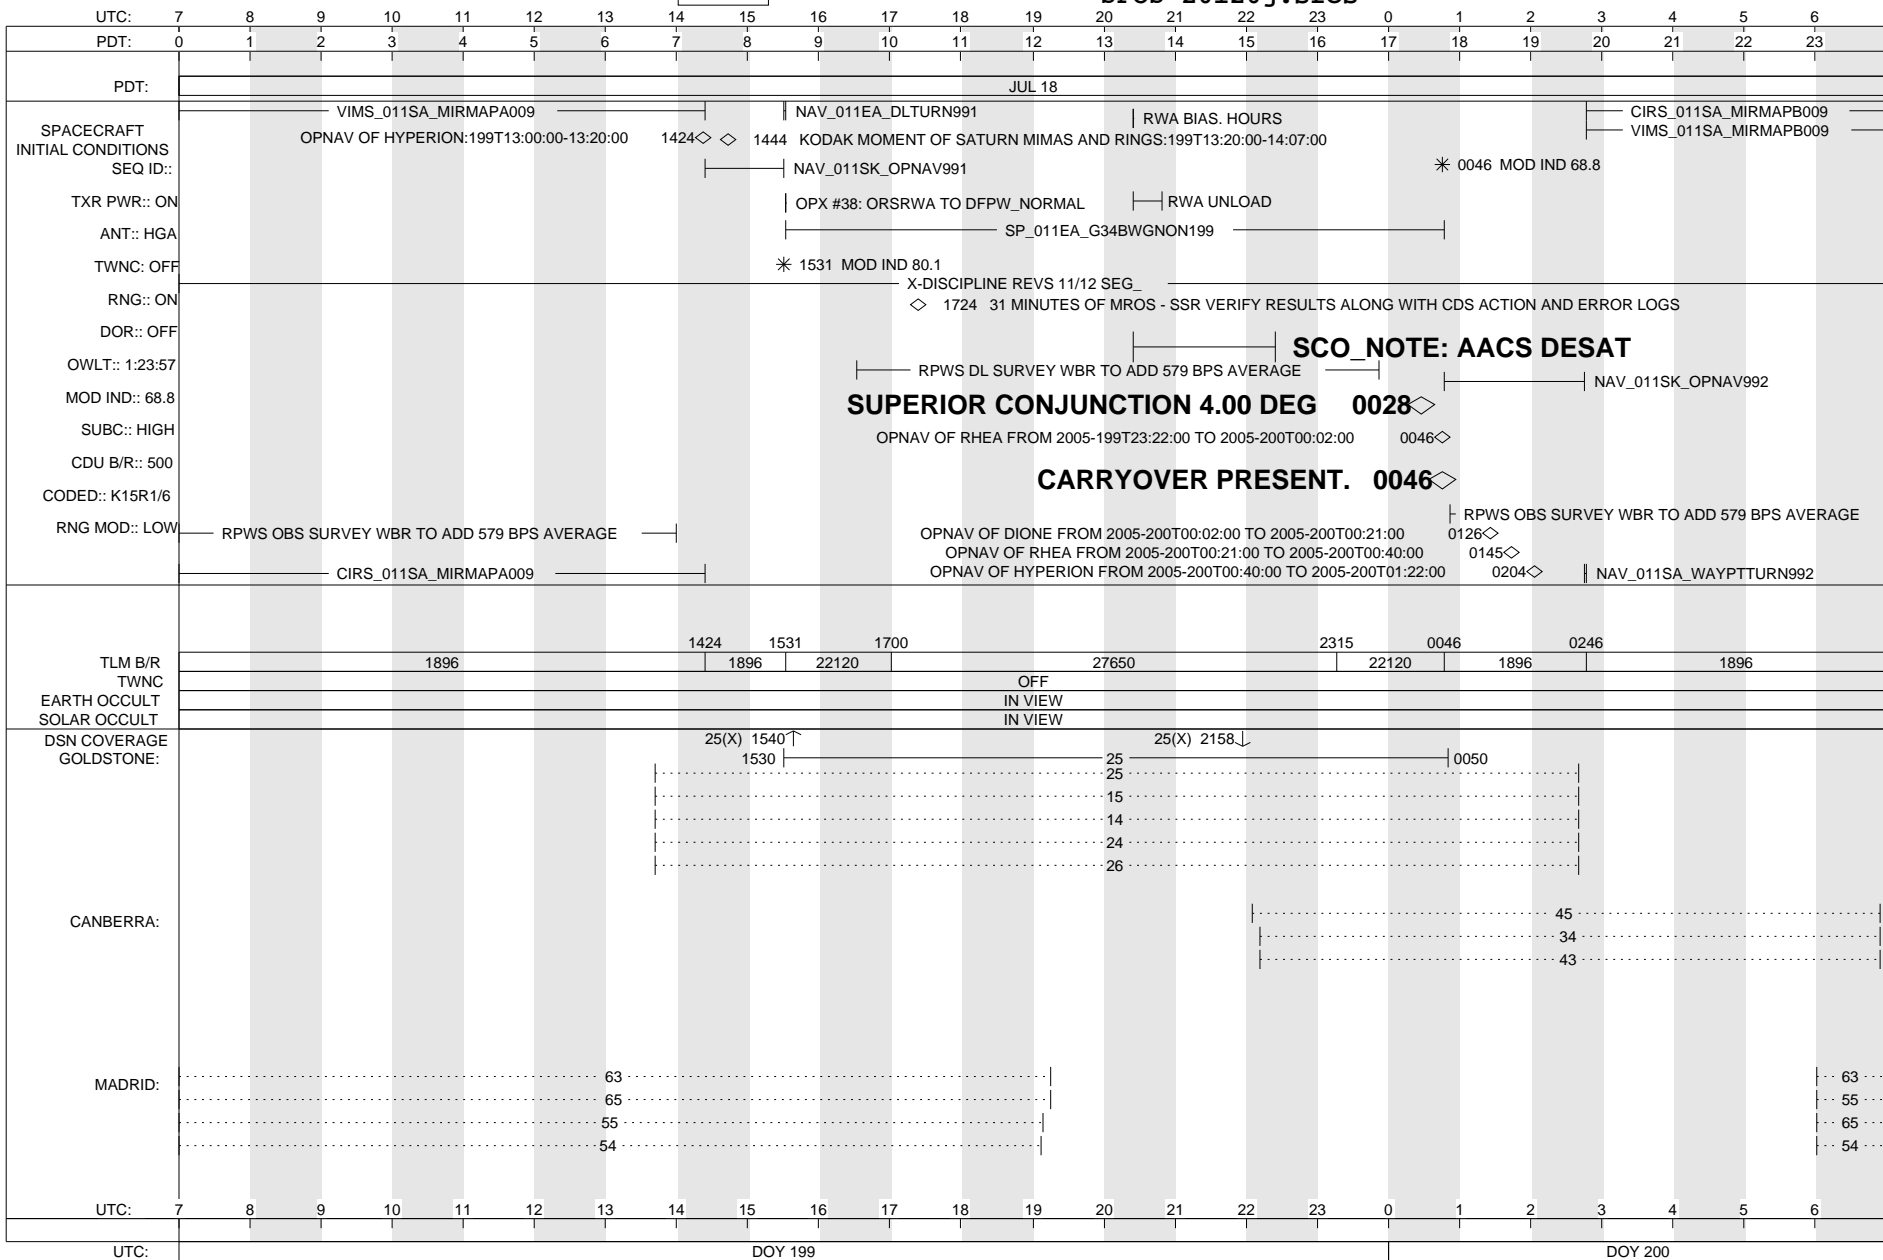 UTC: 7 8 9 10 11 12 13 14 15 16 17 18 19 20 21 22 23 0 1 2 3 4 5 6
PDT: 0 1 2 3 4 5 6 7 8 9 10 11 12 13 14 15 16 17 18 19 20 21 22 23
PDT: JUL 18
VIMS_011SA_MIRMAPA009 NAV_011EA_DLTURN991 RWA BIAS. HOURS CIRS_011SA_MIRMAPB009
SPACECRAFT INITIAL CONDITIONS
OPNAV OF HYPERION:199T13:00:00-13:20:00 1424 1444 KODAK MOMENT OF SATURN MIMAS AND RINGS:199T13:20:00-14:07:00 VIMS_011SA_MIRMAPB009
SEQ ID:: NAV_011SK_OPNAV991 0046 MOD IND 68.8
TXR PWR:: ON OPX #38: ORSRWA TO DFPW_NORMAL RWA UNLOAD
ANT:: HGA SP_011EA_G34BWGNON199
TWNC: OFF 1531 MOD IND 80.1
X-DISCIPLINE REVS 11/12 SEG_
RNG:: ON 1724 31 MINUTES OF MROS - SSR VERIFY RESULTS ALONG WITH CDS ACTION AND ERROR LOGS
DOR:: OFF SCO_NOTE: AACS DESAT
OWLT:: 1:23:57 RPWS DL SURVEY WBR TO ADD 579 BPS AVERAGE
NAV_011SK_OPNAV992
MOD IND:: 68.8 SUPERIOR CONJUNCTION 4.00 DEG 0028
SUBC:: HIGH OPNAV OF RHEA FROM 2005-199T23:22:00 TO 2005-200T00:02:00 0046
CDU B/R:: 500 CARRYOVER PRESENT. 0046
CODED:: K15R1/6
RPWS OBS SURVEY WBR TO ADD 579 BPS AVERAGE
RNG MOD:: LOW RPWS OBS SURVEY WBR TO ADD 579 BPS AVERAGE OPNAV OF DIONE FROM 2005-200T00:02:00 TO 2005-200T00:21:00 0126
OPNAV OF RHEA FROM 2005-200T00:21:00 TO 2005-200T00:40:00 0145
CIRS_011SA_MIRMAPA009 OPNAV OF HYPERION FROM 2005-200T00:40:00 TO 2005-200T01:22:00 0204 NAV_011SA_WAYPTTURN992
1424 1531 1700 2315 0046 0246
TLM B/R 1896 1896 22120 27650 22120 1896 1896
TWNC OFF
EARTH OCCULT IN VIEW
SOLAR OCCULT IN VIEW
DSN COVERAGE 25(X) 1540 25(X) 2158
GOLDSTONE: 1530 25 0050
25
15
14
24
26
CANBERRA: 45
34
43
MADRID: 63 63
65 55
55 65
54 54
UTC: 7 8 9 10 11 12 13 14 15 16 17 18 19 20 21 22 23 0 1 2 3 4 5 6
UTC: DOY 199 DOY 200